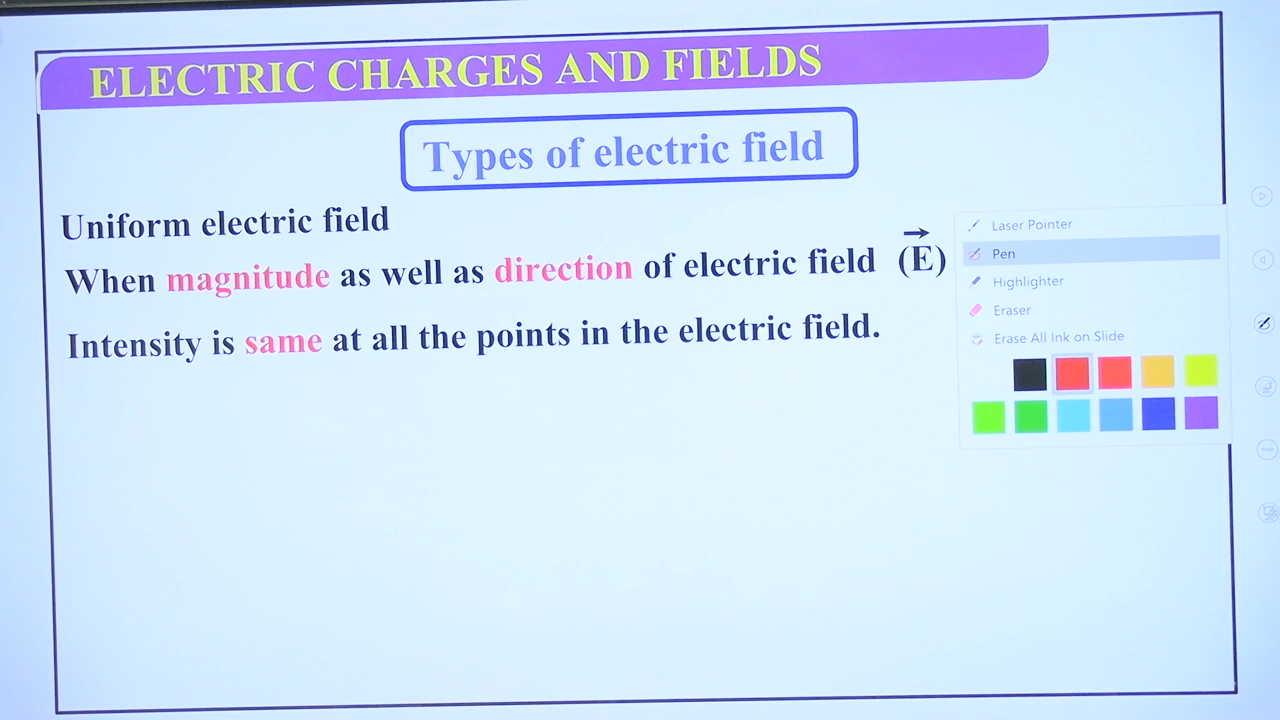 ELECTRIC CHARGES AND FIELDS
Types of electric field
Uniform electric field
When magnitude as well as direction of electric field (E⃗)
Intensity is same at all the points in the electric field.
Laser Pointer
Pen
Highlighter
Eraser
Erase All Ink on Slide